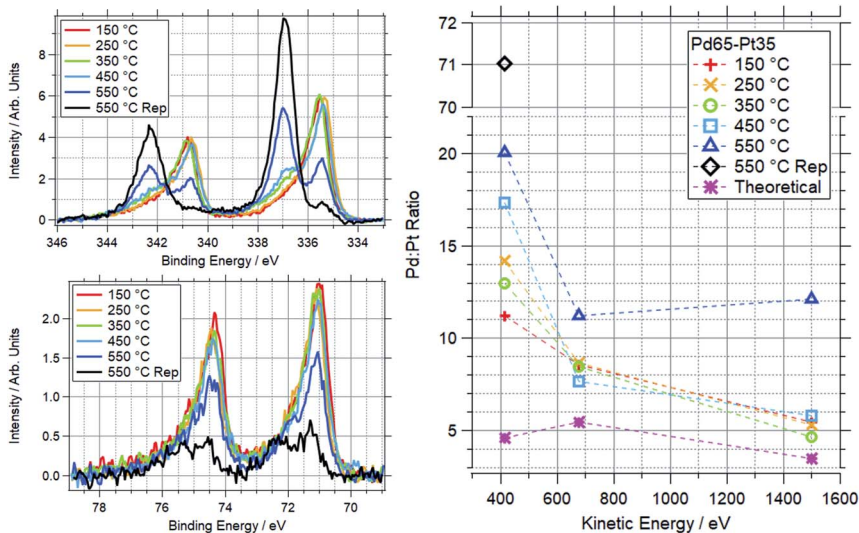 Intensity / Arb. Units
10
8
6
4
2
0
150 °C
250 °C
350 °C
450 °C
550 °C
550 °C Rep
346
344
342
340
338
336
334
Binding Energy / eV
Intensity / Arb. Units
2.0
1.5
1.0
0.5
0.0
150 °C
250 °C
350 °C
450 °C
550 °C
550 °C Rep
78
76
74
72
70
Binding Energy / eV
Pd:Pt Ratio
72
71
70
20
15
10
5
Pd65-Pt35
150 °C
250 °C
350 °C
450 °C
550 °C
550 °C Rep
Theoretical
400
600
800
1000
1200
1400
1600
Kinetic Energy / eV